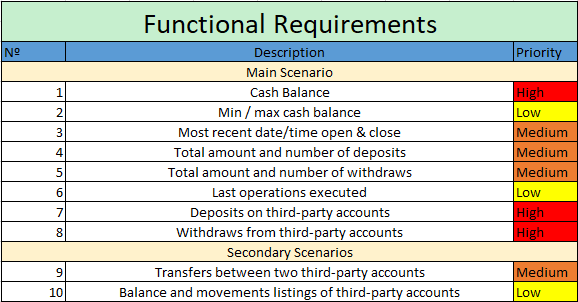 Functional Requirements
Nº Description Priority
Main Scenario
1 Cash Balance High
2 Min / max cash balance Low
3 Most recent date/time open & close Medium
4 Total amount and number of deposits Medium
5 Total amount and number of withdraws Medium
6 Last operations executed Low
7 Deposits on third-party accounts High
8 Withdraws from third-party accounts High
Secondary Scenarios
9 Transfers between two third-party accounts Medium
10 Balance and movements listings of third-party accounts Low